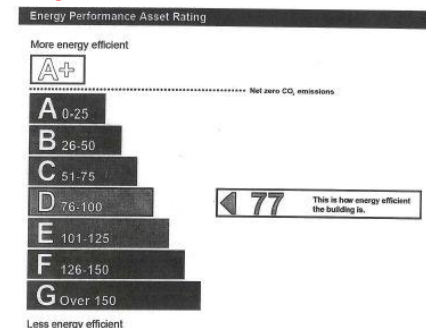 Energy Performance Asset Rating
More energy efficient
A+
Net zero CO₂ emissions
A 0-25
B 26-50
C 51-75
D 76-100
77 This is how energy efficient
the building is.
E 101-125
F 126-150
G Over 150
Less energy efficient